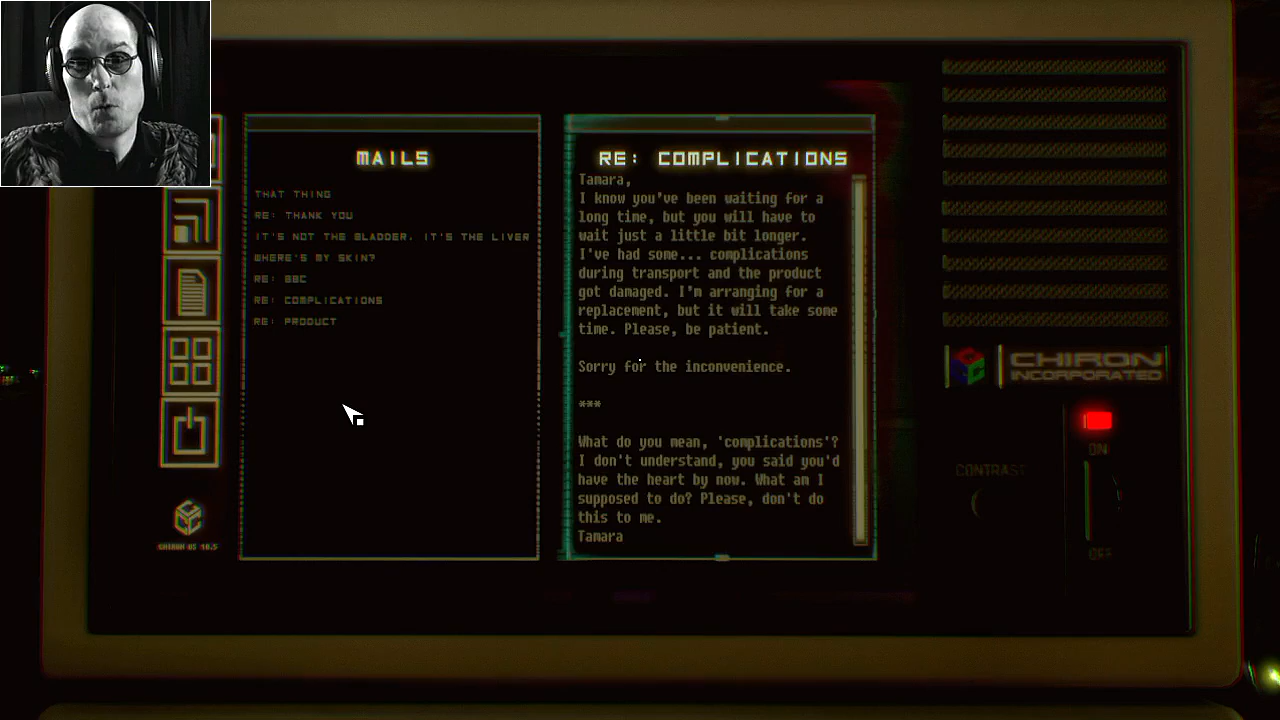 MAILS
THAT THING
RE: THANK YOU
IT'S NOT THE BLADDER. IT'S THE LIVER
WHERE'S MY SKIN?
RE: BBC
RE: COMPLICATIONS
RE: PRODUCT
RE: COMPLICATIONS
Tamara,
I know you've been waiting for a
long time, but you will have to
wait just a little bit longer.
I've had some... complications
during transport and the product
got damaged. I'm arranging for a
replacement, but it will take some
time. Please, be patient.
Sorry for the inconvenience.
***
What do you mean, 'complications'?
I don't understand, you said you'd
have the heart by now. What am I
supposed to do? Please, don't do
this to me.
Tamara
CHIRON
INCORPORATED
ON
CONTRAST
OFF
CHIRON OS 10.5